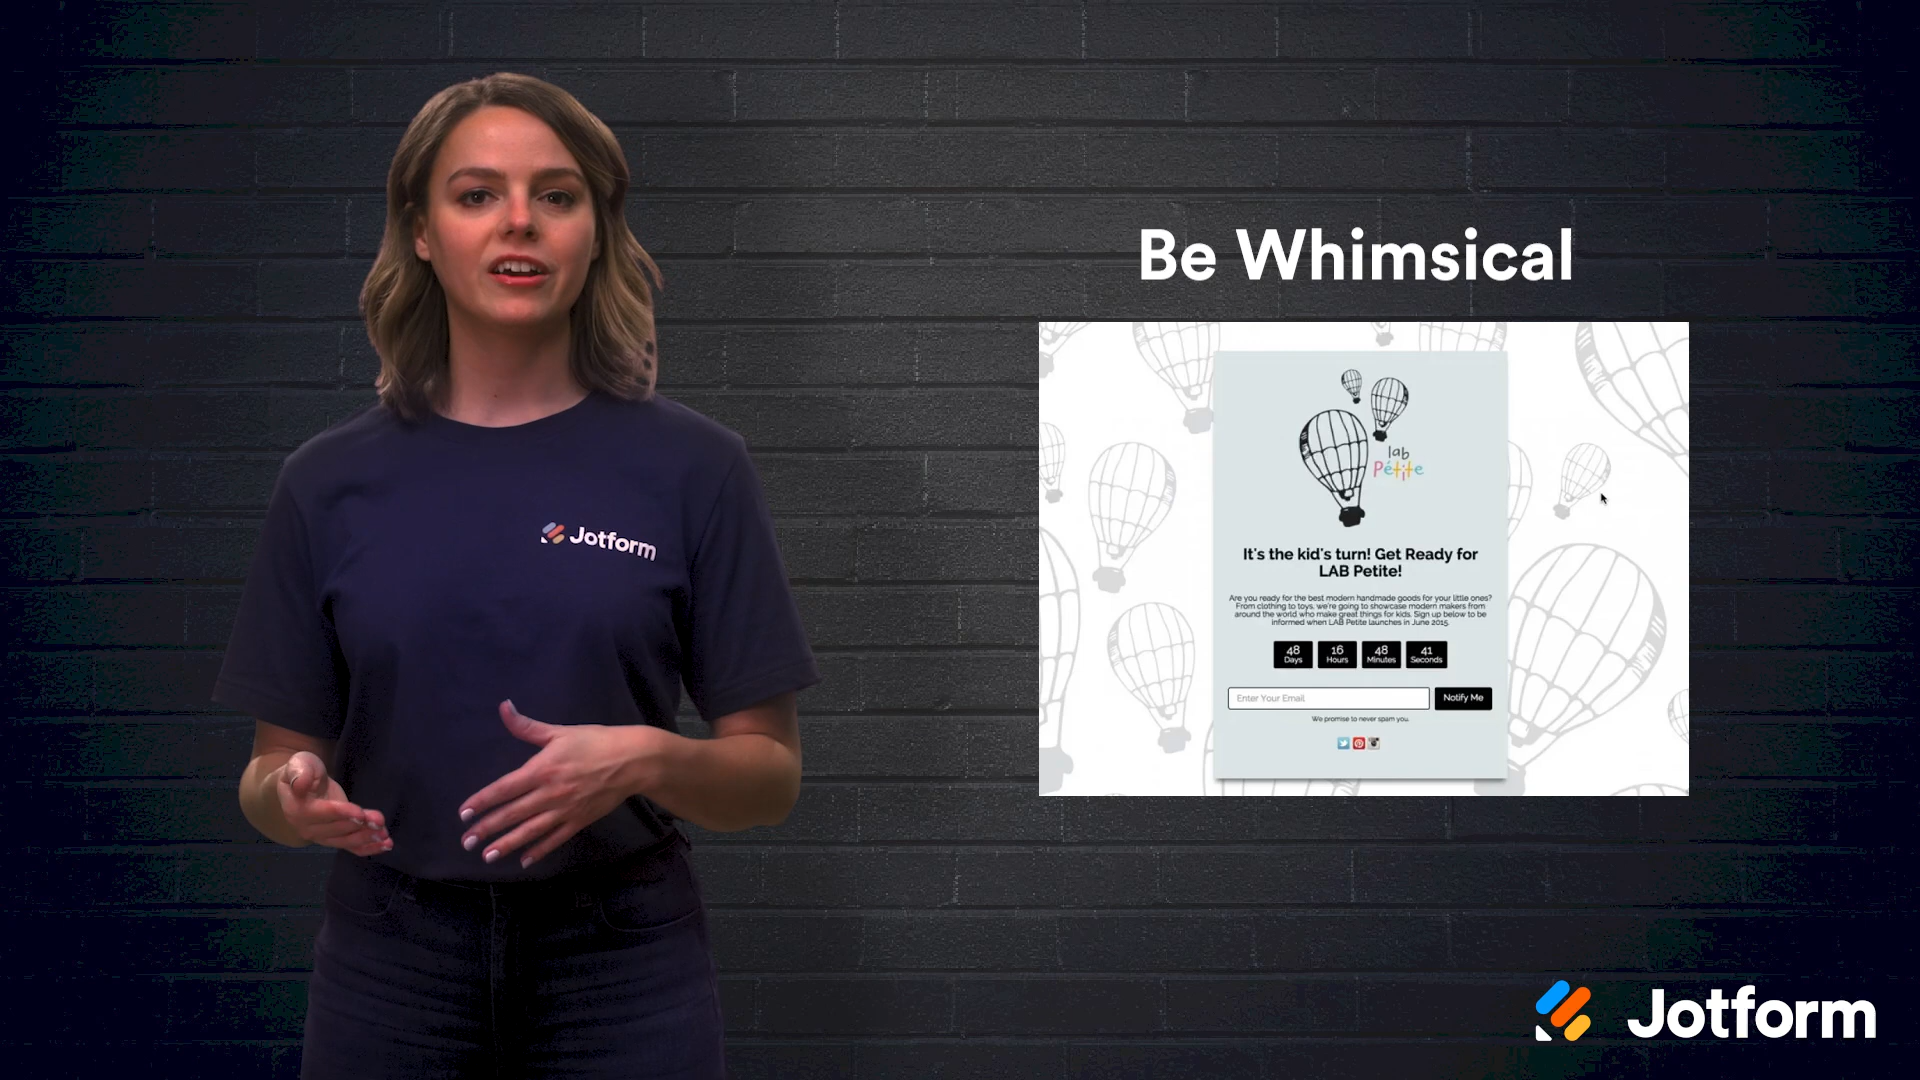 Be Whimsical
lab
Pétite
It's the kid's turn! Get Ready for
LAB Petite!
Are you ready for the best modern handmade goods for your little ones?
From clothing to toys, we're going to showcase modern makers from
around the world who make great things for kids. Sign up below to be
informed when LAB Petite launches in June 2015.
48 16 48 41
Days Hours Minutes Seconds
Enter Your Email Notify Me
We promise to never spam you.
Jotform
Jotform